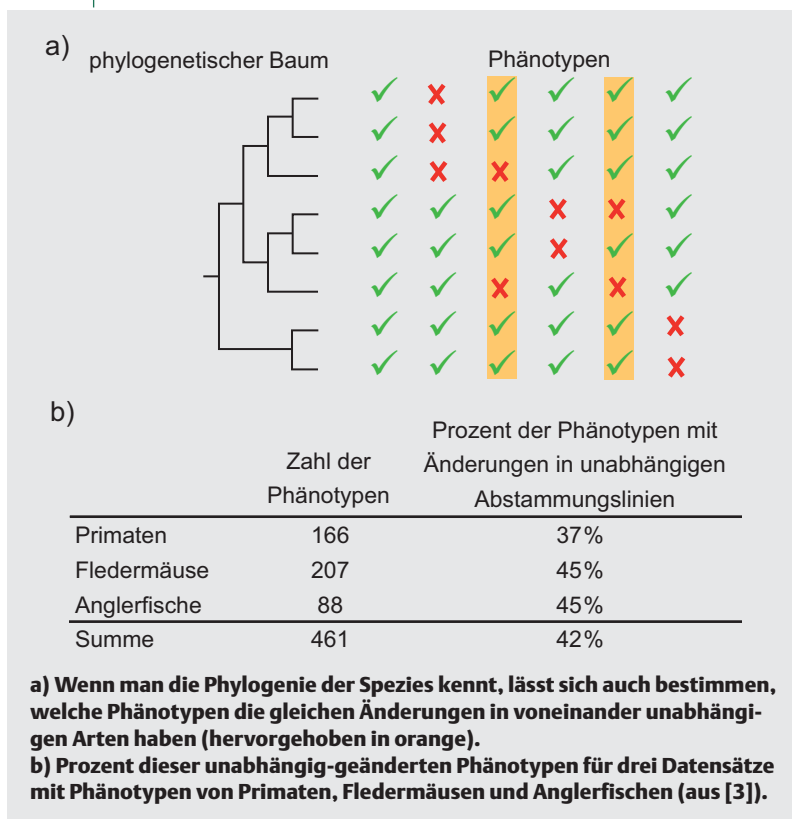 a)
phylogenetischer Baum Phänotypen
b)
Prozent der Phänotypen mit
Zahl der Änderungen in unabhängigen
Phänotypen Abstammungslinien
Primaten 166 37%
Fledermäuse 207 45%
Anglerfische 88 45%
Summe 461 42%
a) Wenn man die Phylogenie der Spezies kennt, lässt sich auch bestimmen,
welche Phänotypen die gleichen Änderungen in voneinander unabhängi-
gen Arten haben (hervorgehoben in orange).
b) Prozent dieser unabhängig-geänderten Phänotypen für drei Datensätze
mit Phänotypen von Primaten, Fledermäusen und Anglerfischen (aus [3]).